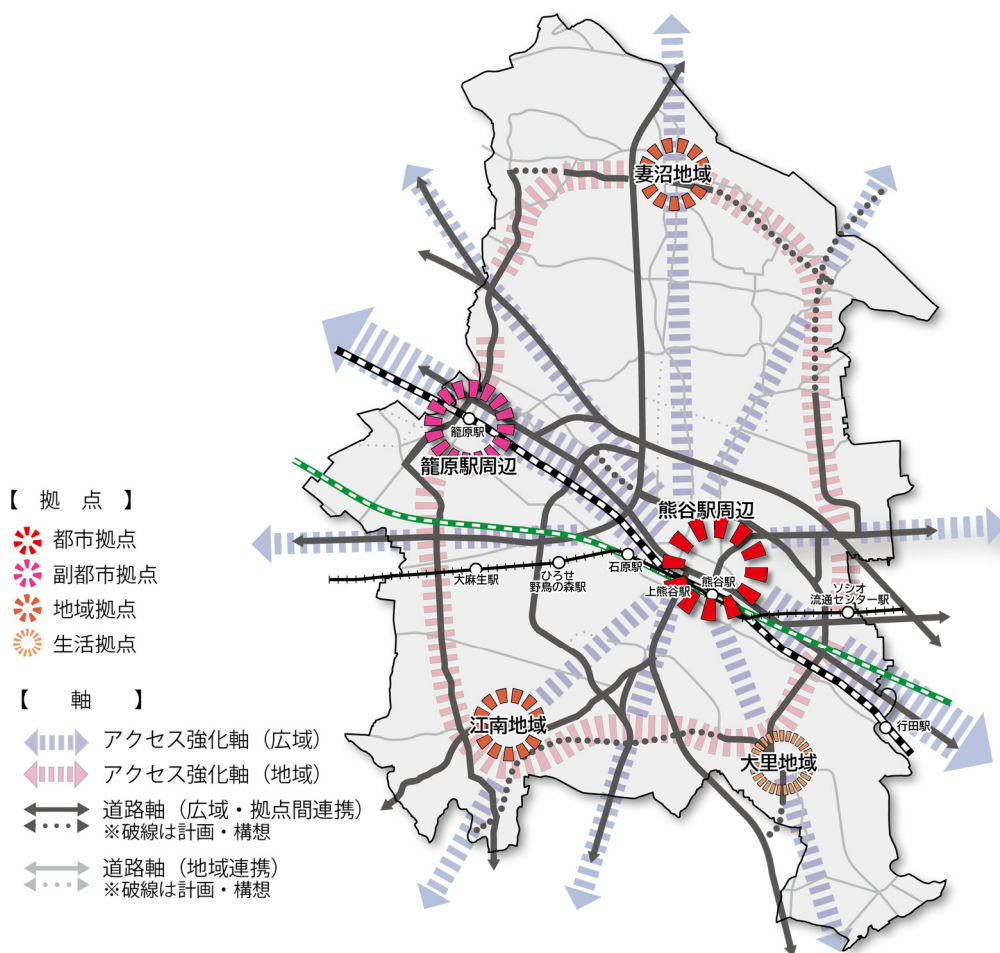 妻沼地域
籠原駅
籠原駅周辺
熊谷駅周辺
石原駅
大麻生駅
ひろせ
野鳥の森駅
上熊谷駅
熊谷駅
ソシオ
流通センター駅
行田駅
江南地域
大里地域
【 拠 点 】
都市拠点
副都市拠点
地域拠点
生活拠点
【 軸 】
アクセス強化軸（広域）
アクセス強化軸（地域）
道路軸（広域・拠点間連携）
※破線は計画・構想
道路軸（地域連携）
※破線は計画・構想